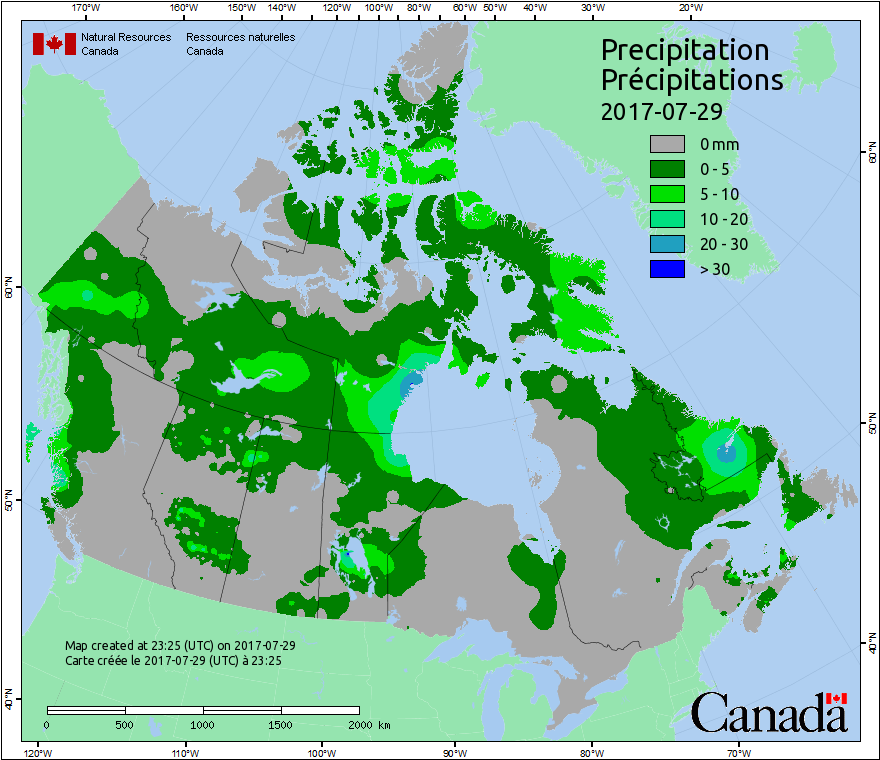 170°W 160°W 150°W 140°W 130°W 120°W 110°W 100°W 90°W 80°W 60°W 50°W 40°W 30°W 20°W
Natural Resources Ressources naturelles
Canada Canada
Precipitation
Précipitations
2017-07-29
0 mm
0 - 5
5 - 10
10 - 20
20 - 30
> 30
60°N
50°N
40°N
60°N
50°N
40°N
Map created at 23:25 (UTC) on 2017-07-29
Carte créée le 2017-07-29 (UTC) à 23:25
0 500 1000 1500 2000 km
Canada
120°W 110°W 100°W 90°W 80°W 70°W